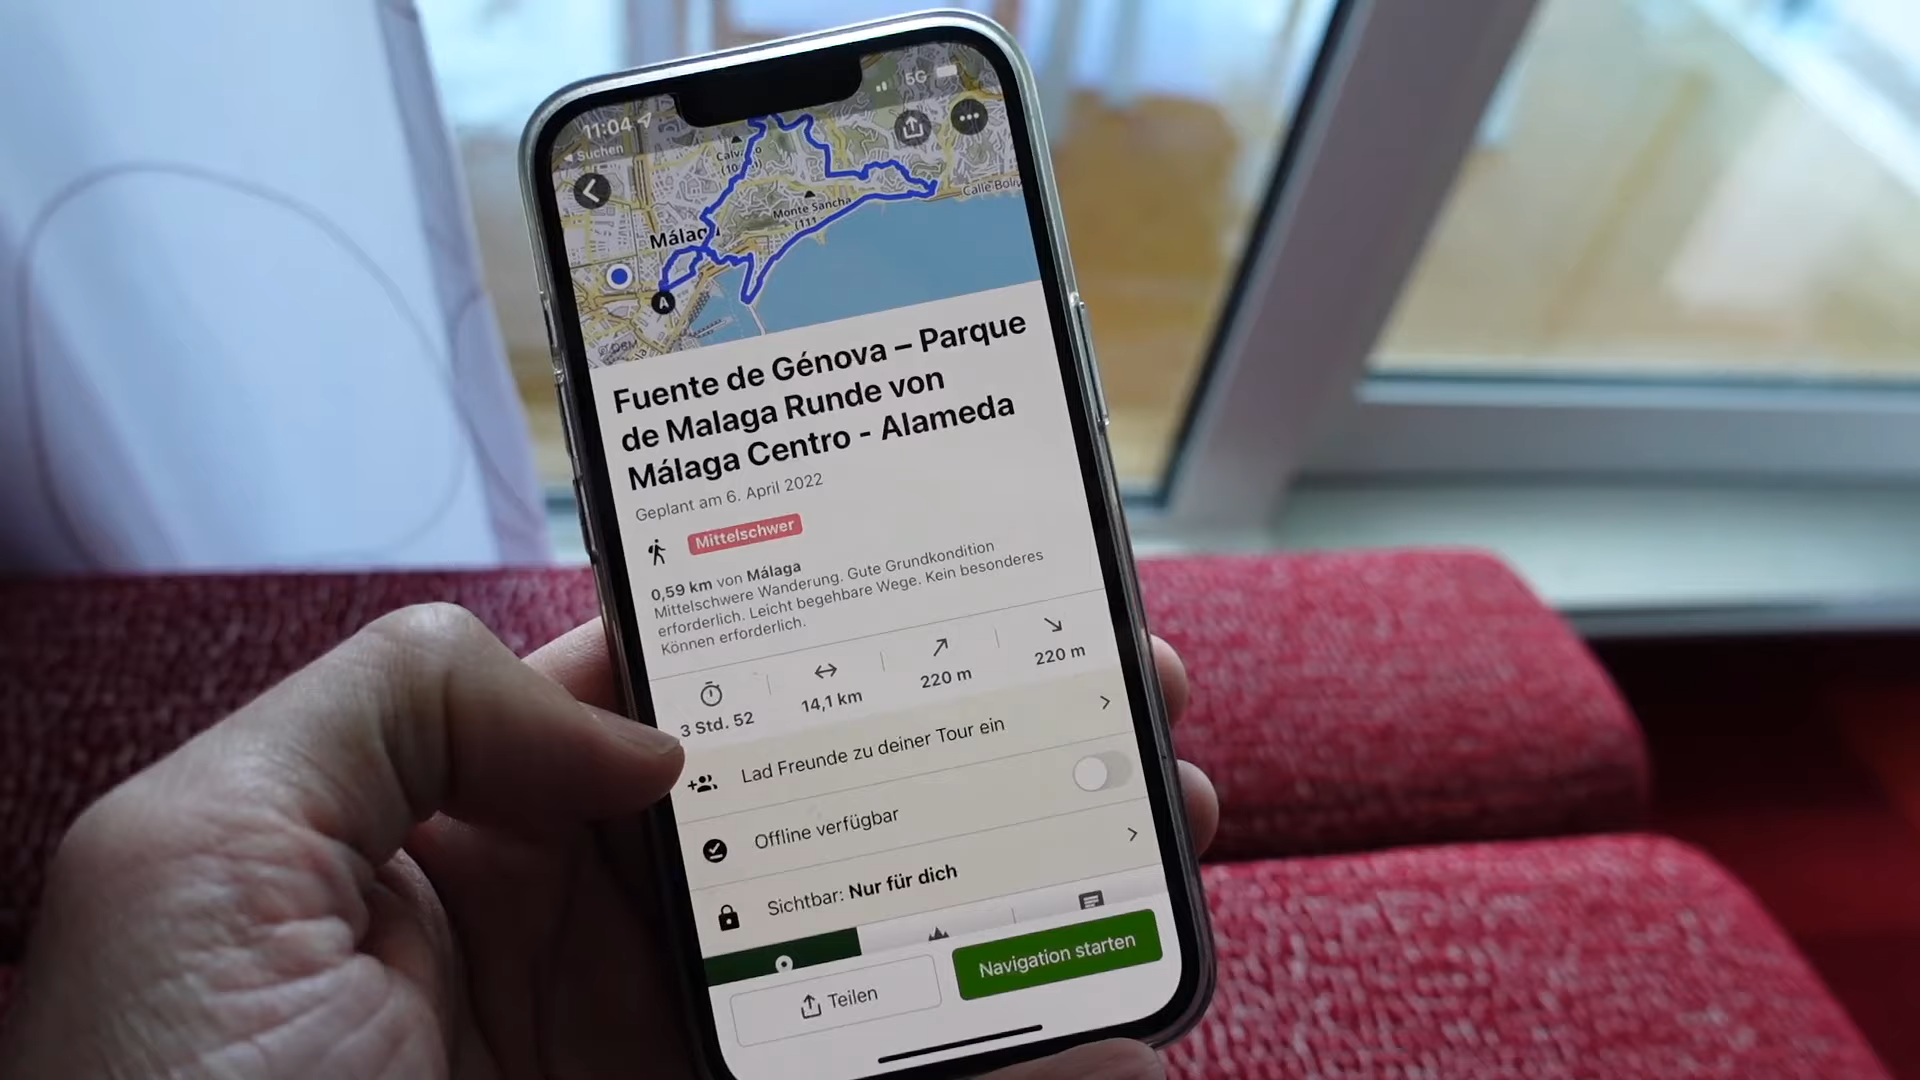 11:04
5G
Suchen
Calle Boliv
Monte Sancha
(111
Málaga
A
Fuente de Génova – Parque
de Malaga Runde von
Málaga Centro - Alameda
Geplant am 6. April 2022
Mittelschwer
0,59 km von Málaga
Mittelschwere Wanderung. Gute Grundkondition
erforderlich. Leicht begehbare Wege. Kein besonderes
Können erforderlich.
3 Std. 52
14,1 km
220 m
220 m
Lad Freunde zu deiner Tour ein
Offline verfügbar
Sichtbar: Nur für dich
Teilen
Navigation starten